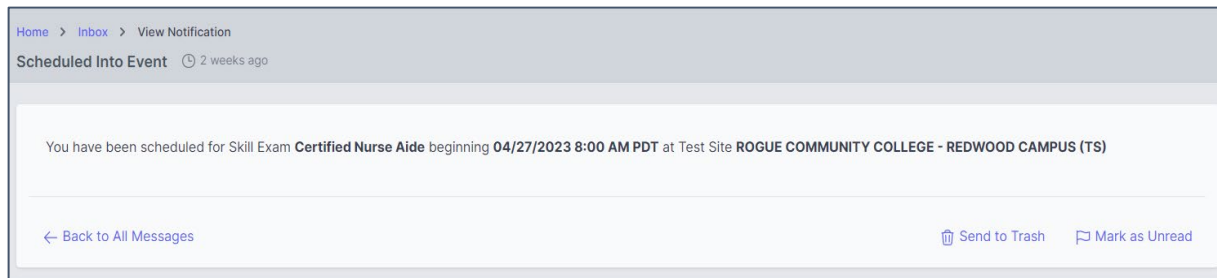 Home > Inbox > View Notification
Scheduled Into Event 2 weeks ago
You have been scheduled for Skill Exam Certified Nurse Aide beginning 04/27/2023 8:00 AM PDT at Test Site ROGUE COMMUNITY COLLEGE - REDWOOD CAMPUS (TS)
← Back to All Messages Send to Trash Mark as Unread